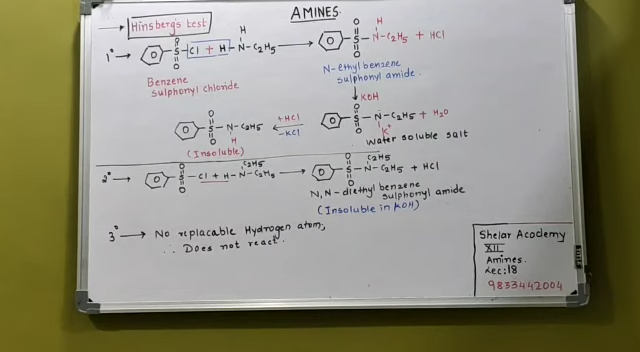 AMINES
→ Hinsberg's test
1° → O=S=O Cl + H-N-C₂H₅ → O=S=O -N-C₂H₅ + HCl
H H
Benzene sulphonyl chloride
N-ethyl benzene sulphonyl amide.
↓ KOH
O=S=O -N-C₂H₅ ← +HCl -KCl O=S=O -N-C₂H₅ + H₂O
H K⁺
(Insoluble)
water soluble salt
2° → O=S=O -Cl + H-N-C₂H₅ → O=S=O -N-C₂H₅ + HCl
C₂H₅ C₂H₅
N,N-diethyl benzene sulphonyl amide
(Insoluble in KOH)
3° → No replacable Hydrogen atom,
∴ Does not react.
Shelar Academy
XII
Amines.
Lec:18
9833442004